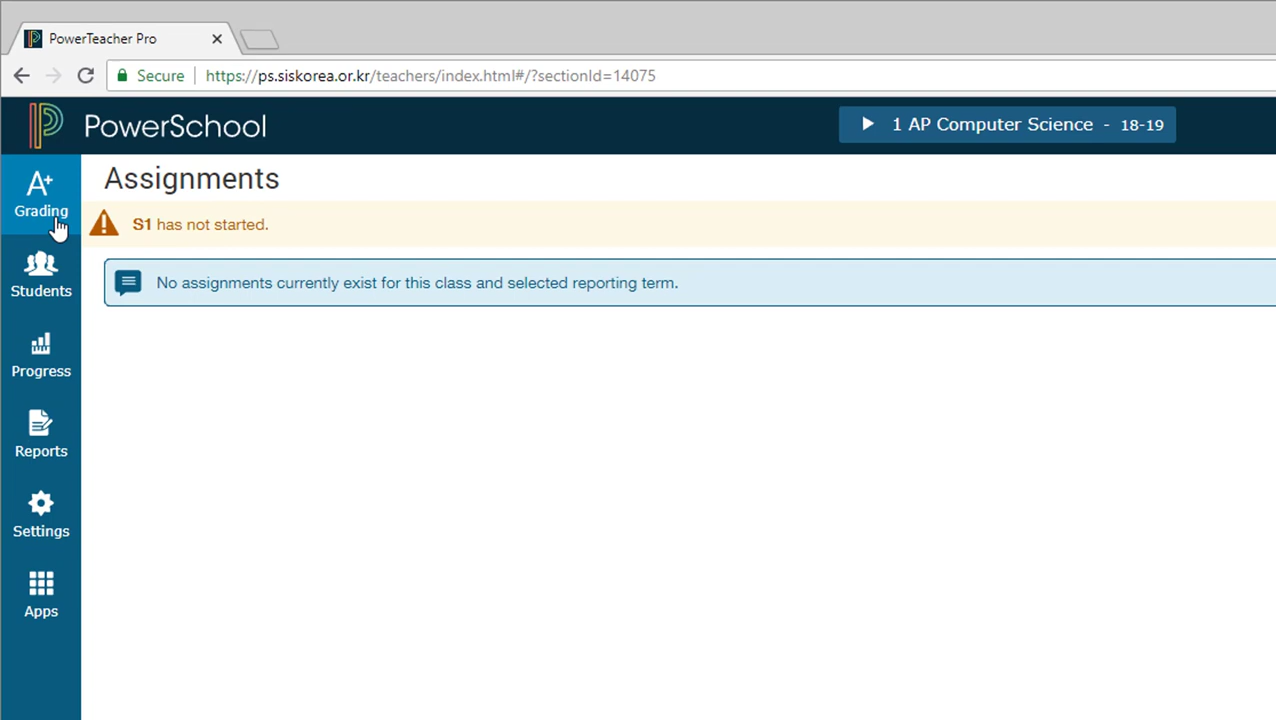 PowerTeacher Pro
Secure https://ps.siskorea.or.kr/teachers/index.html#/?sectionId=14075
PowerSchool
1 AP Computer Science - 18-19
A+
Grading
Assignments
S1 has not started.
No assignments currently exist for this class and selected reporting term.
Students
Progress
Reports
Settings
Apps